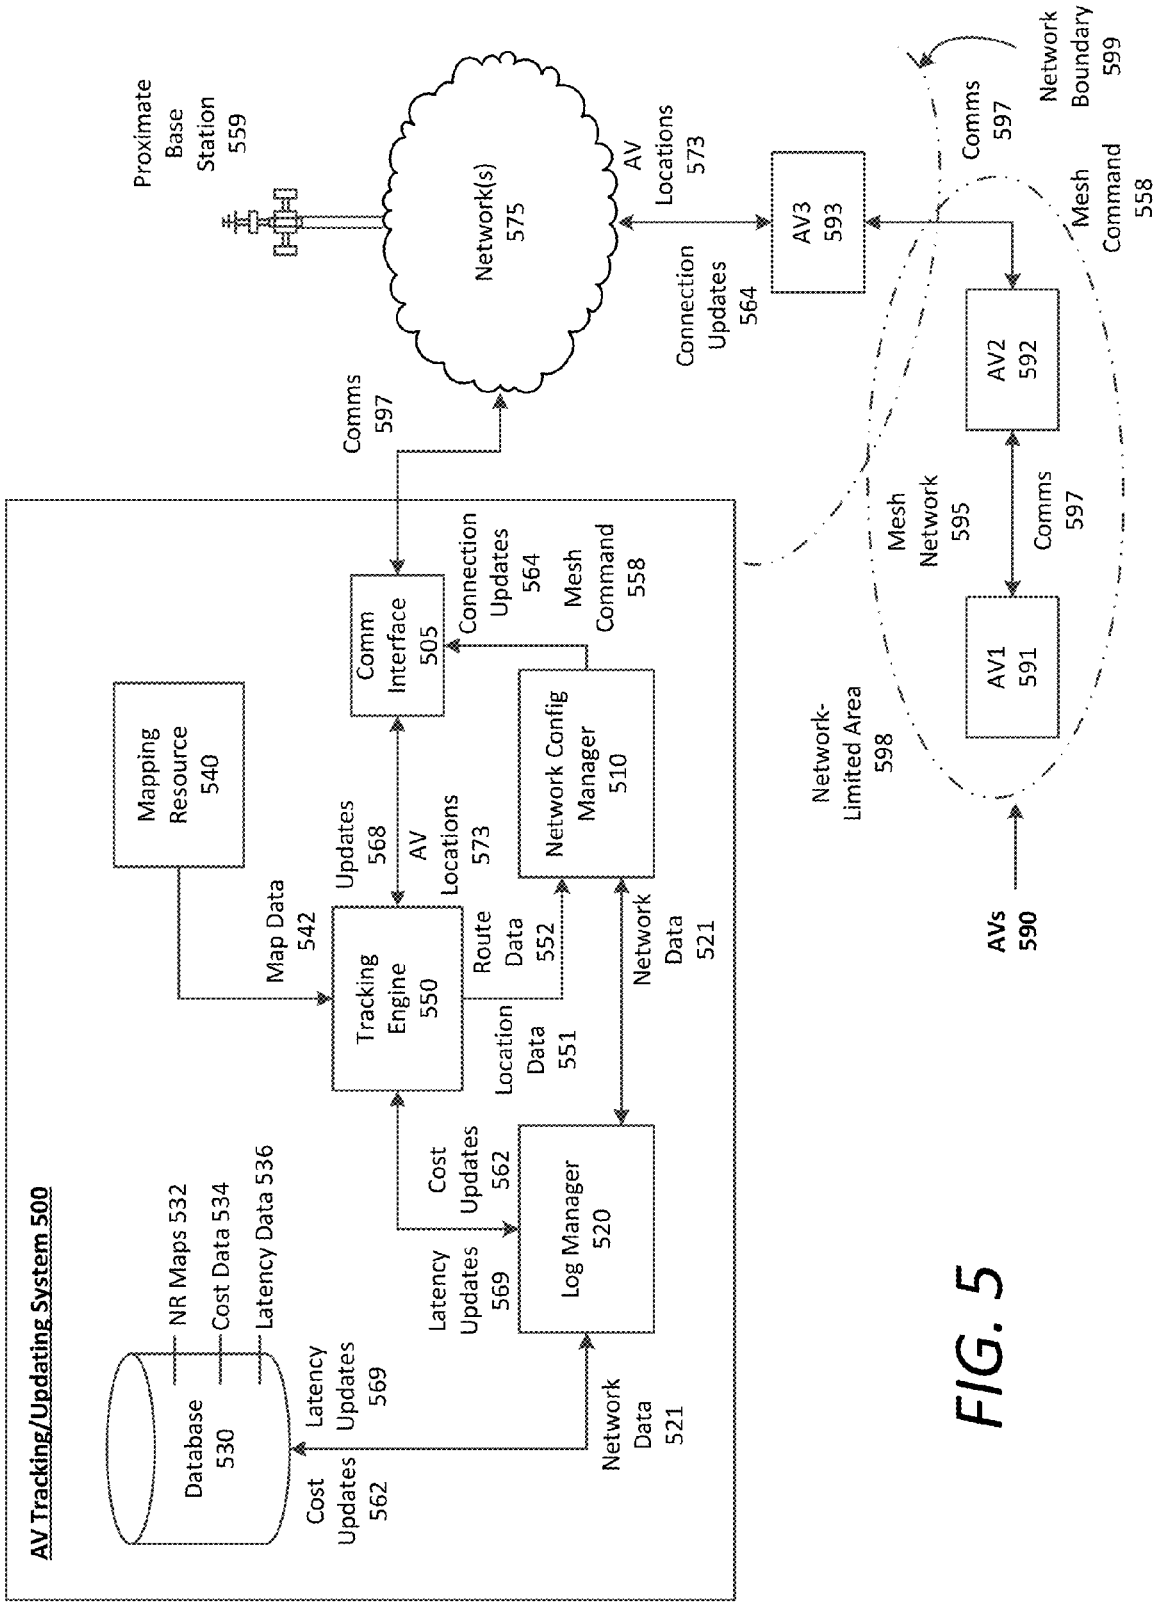 AV Tracking/Updating System 500
Database
530
NR Maps 532
Cost Data 534
Latency Data 536
Cost
Updates
562
Latency
Updates
569
Network
Data
521
Log Manager
520
Latency
Updates
569
Cost
Updates
562
Tracking
Engine
550
Map Data
542
Mapping
Resource
540
Location
Data
551
Route
Data
552
Network
Data
521
Network Config
Manager
510
Updates
568
AV
Locations
573
Comm
Interface
505
Connection
Updates
564
Mesh
Command
558
Comms
597
Proximate
Base
Station
559
Network(s)
575
Connection
Updates
564
AV
Locations
573
AV3
593
Comms
597
Network
Boundary
599
Mesh
Command
558
AV2
592
Mesh
Network
595
Comms
597
AV1
591
Network-
Limited Area
598
AVs
590
FIG. 5